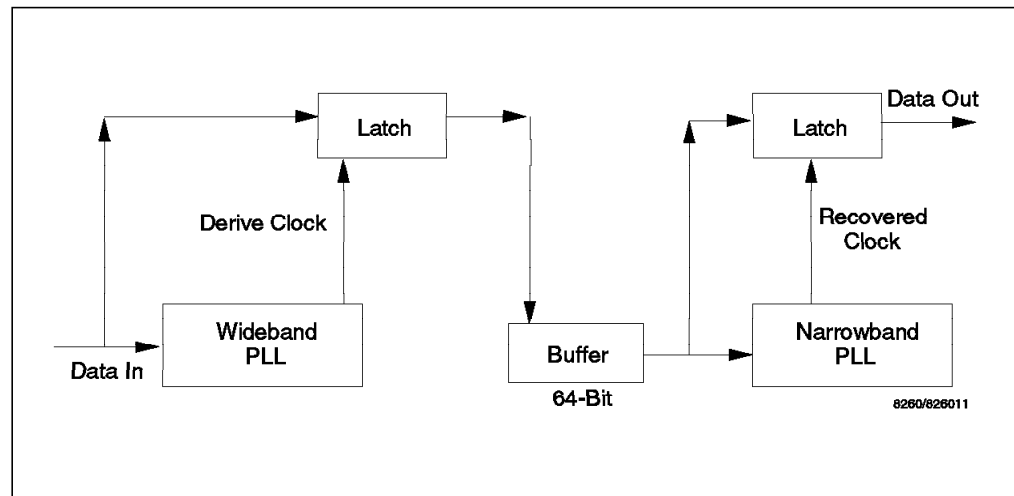 Latch
Data Out
Latch
Derive Clock
Recovered
Clock
Wideband
PLL
Data In
Buffer
64-Bit
Narrowband
PLL
8260/826011